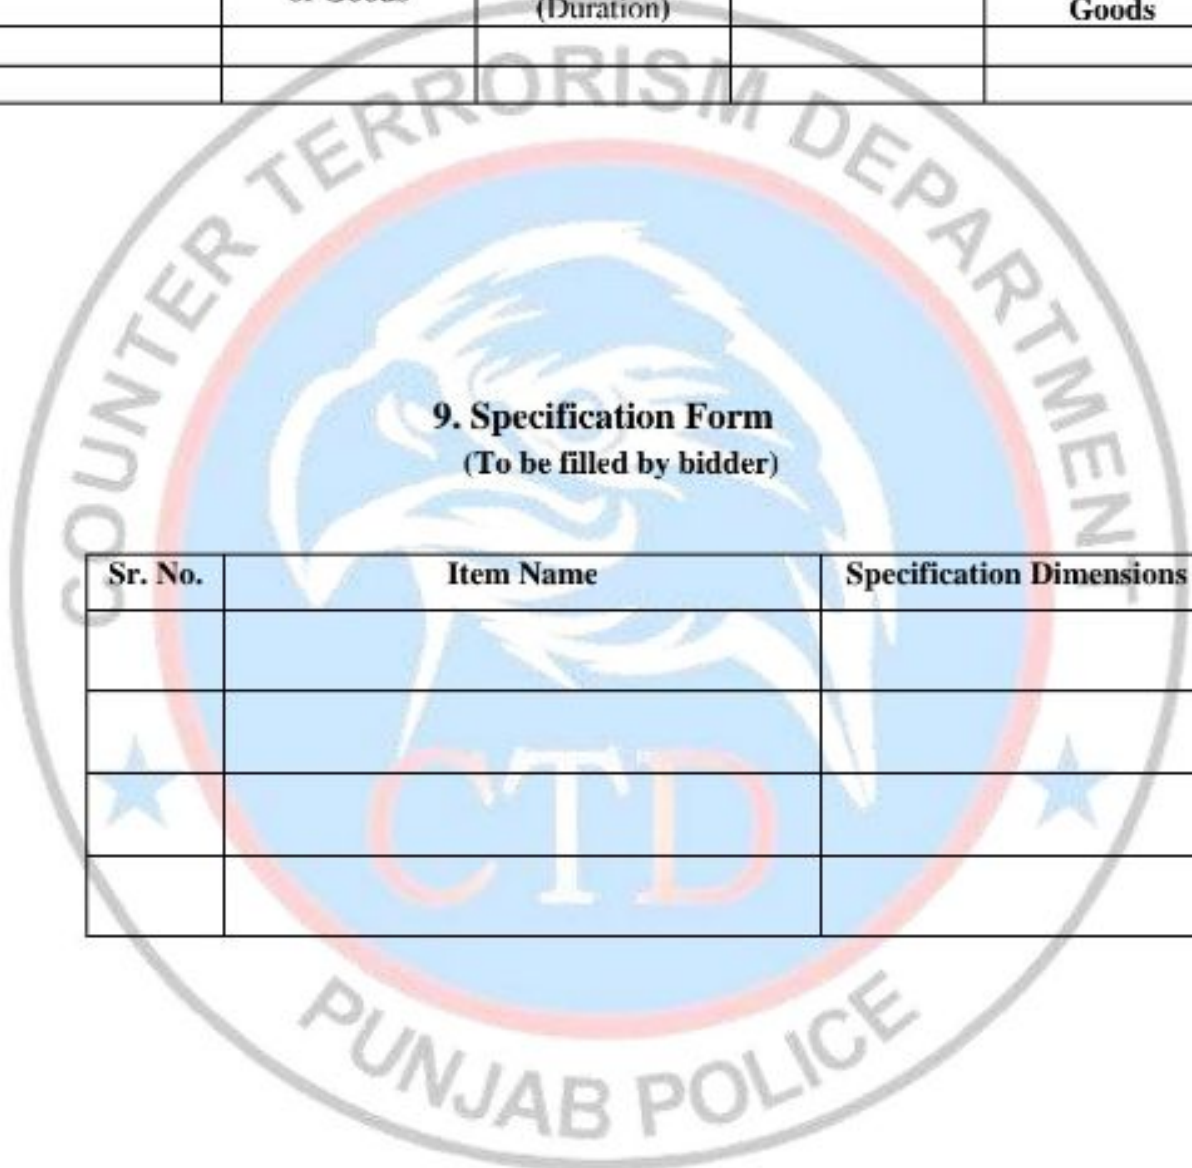 (Duration)
Goods
COUNTER TERRORISM DEPARTMENT
9. Specification Form
(To be filled by bidder)
Sr. No. Item Name Specification Dimensions
CTD
PUNJAB POLICE